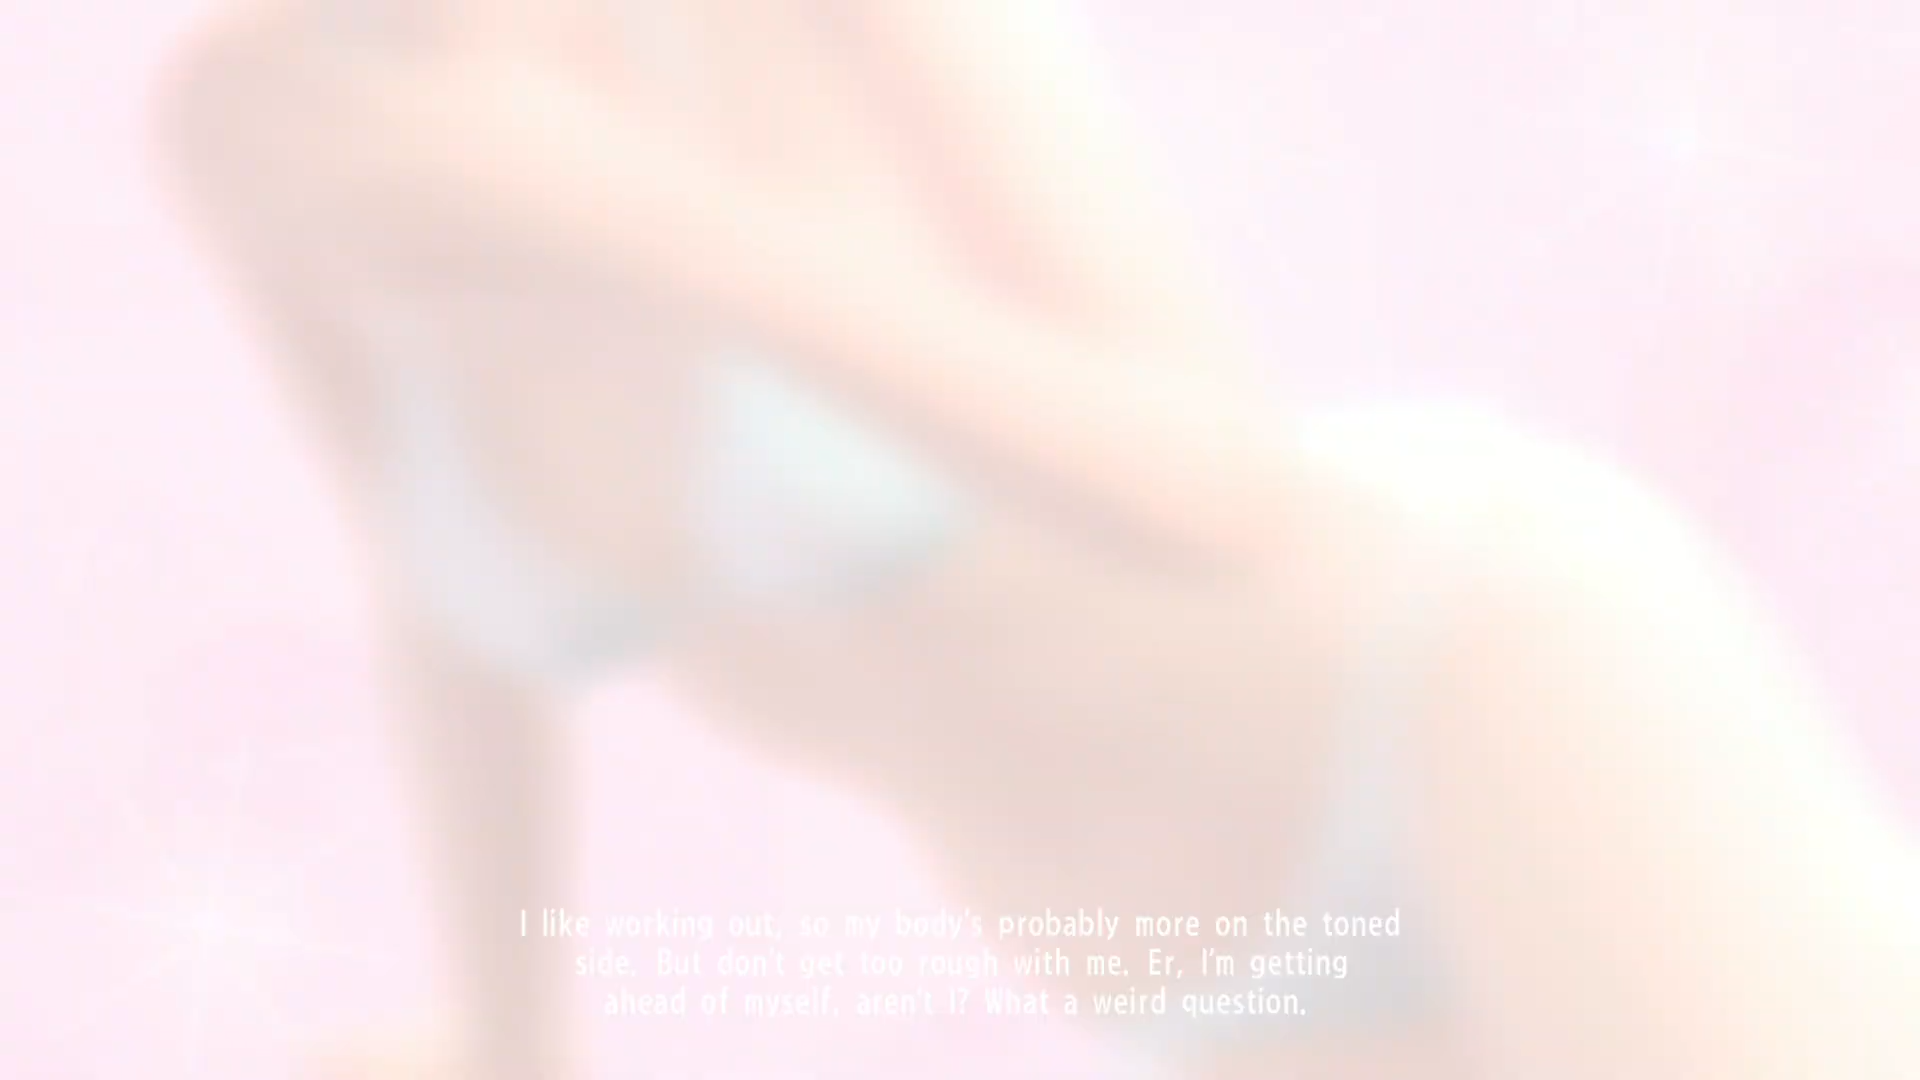 I like working out, so my body's probably more on the toned
side. But don't get too rough with me. Er, I'm getting
ahead of myself, aren't I? What a weird question.